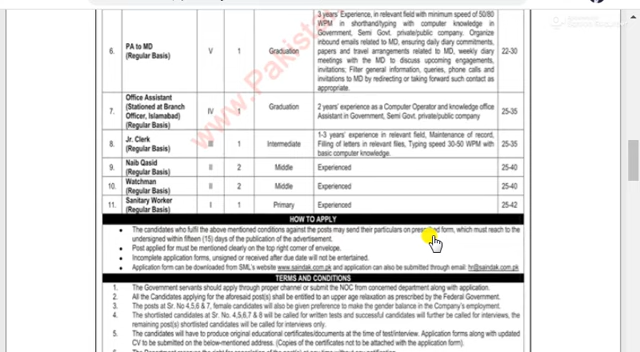 3 years' Experience, in relevant field with minimum speed of 50/80
WPM in shorthand/typing with computer knowledge in
Government, Semi Govt. private/public company. Organize
inbound emails related to MD, ensuring daily diary commitments,
6. PA to MD (Regular Basis) V 1 Graduation papers and travel arrangements related to MD, weekly diary 22-30
meetings with the MD to discuss upcoming engagements,
invitations; Filter general information, queries, phone calls and
invitations to MD by redirecting or taking forward such contact as
appropriate.
Office Assistant
(Stationed at Branch
7. Officer, Islamabad) IV 1 Graduation 2 years' experience as a Computer Operator and knowledge office 25-35
(Regular Basis) Assistant in Government, Semi Govt. private/public company
8. Jr. Clerk III 1 Intermediate 1-3 years' experience in relevant field, Maintenance of record, 25-35
(Regular Basis) Filling of letters in relevant files, Typing speed 30-50 WPM with
basic computer knowledge.
9. Naib Qasid II 2 Middle Experienced 25-40
(Regular Basis)
10. Watchman II 2 Middle Experienced 25-40
(Regular Basis)
11. Sanitary Worker I 1 Primary Experienced 25-42
(Regular Basis)
www.Pakista
HOW TO APPLY
• The candidates who fulfil the above mentioned conditions against the posts may send their particulars on prescribed form, which must reach to the
undersigned within fifteen (15) days of the publication of the advertisement.
• Post applied for must be mentioned clearly on the top right corner of envelope.
• Incomplete application forms, unsigned or received after due date will not be entertained.
• Application form can be downloaded from SML's website www.saindak.com.pk and application can also be submitted through email: hr@saindak.com.pk
TERMS AND CONDITIONS
1. The Government servants should apply through proper channel or submit the NOC from concerned department along with application.
2. All the Candidates applying for the aforesaid post(s) shall be entitled to an upper age relaxation as prescribed by the Federal Government.
3. The posts at Sr. No 4,5,6 & 7, female candidates will also be given preference to make the gender balance in the Company's employment.
4. The shortlisted candidates at Sr. No. 4,5,6,7 & 8 will be called for written tests and successful candidates will further be called for interviews, the
remaining post(s) shortlisted candidates will be called for interviews only.
5. The candidates will have to produce original educational certificates/documents at the time of test/interview. Application forms along with updated
CV to be submitted on the below-mentioned address. (Copies of the certificates not to be attached with the application form)